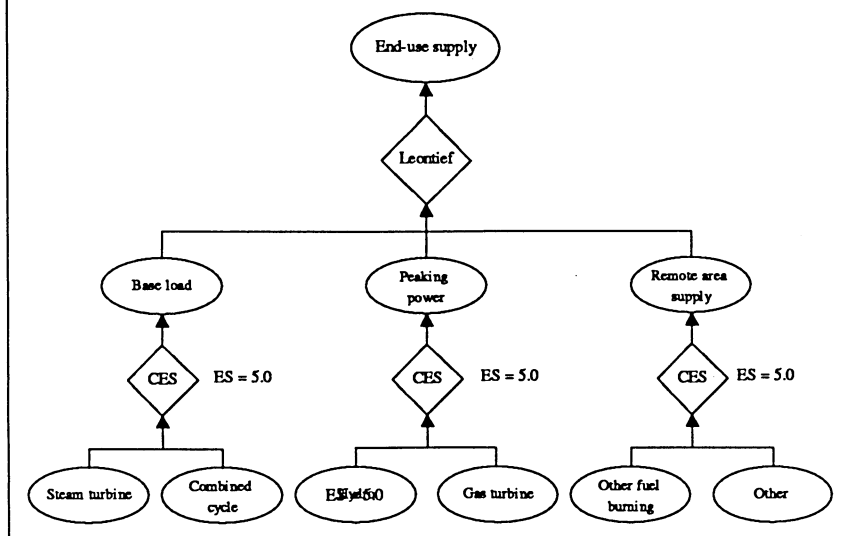 End-use supply
Leontief
Base load
Peaking
power
Remote area
supply
CES
ES = 5.0
CES
ES = 5.0
CES
ES = 5.0
Steam turbine
Combined
cycle
Gas turbine
Other fuel
burning
Other